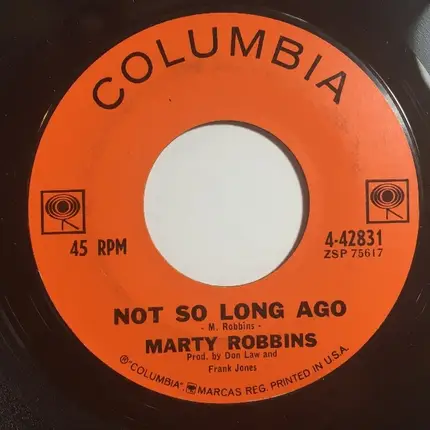 COLUMBIA
45 RPM
4-42831
ZSP 75617
NOT SO LONG AGO
- M. Robbins -
MARTY ROBBINS
Prod. by Don Law and
Frank Jones
®"COLUMBIA", MARCAS REG. PRINTED IN U.S.A.